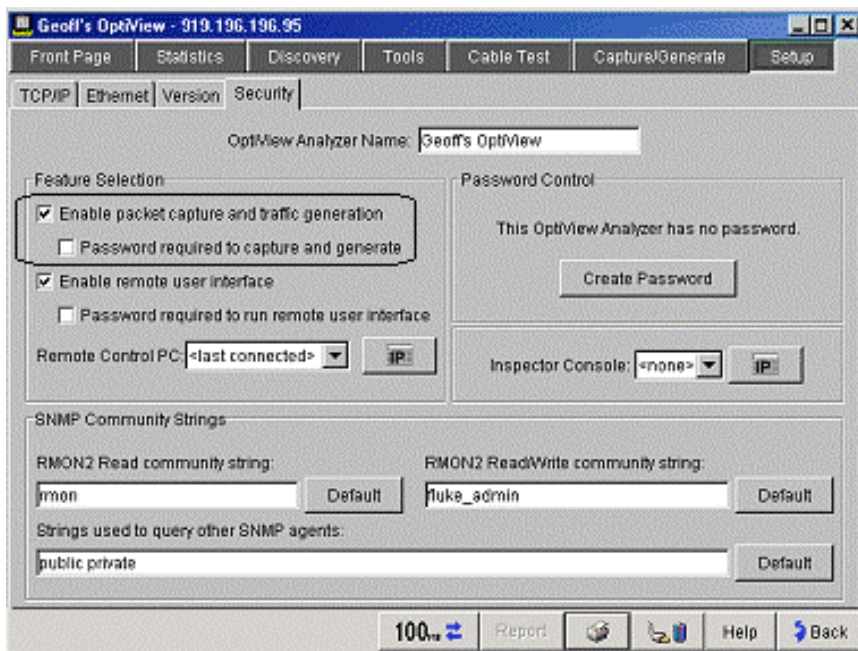 Geoff's OptiView - 919.196.196.95
Front Page Statistics Discovery Tools Cable Test Capture/Generate Setup
TCP/IP Ethernet Version Security
OptiView Analyzer Name: Geoff's OptiView
Feature Selection
Enable packet capture and traffic generation
Password required to capture and generate
Enable remote user interface
Password required to run remote user interface
Remote Control PC: <last connected> IP
Password Control
This OptiView Analyzer has no password.
Create Password
Inspector Console: <none> IP
SNMP Community Strings
RMON2 Read community string: RMON2 Read/Write community string:
rmon Default fluke_admin Default
Strings used to query other SNMP agents:
public private Default
100 Report Help Back